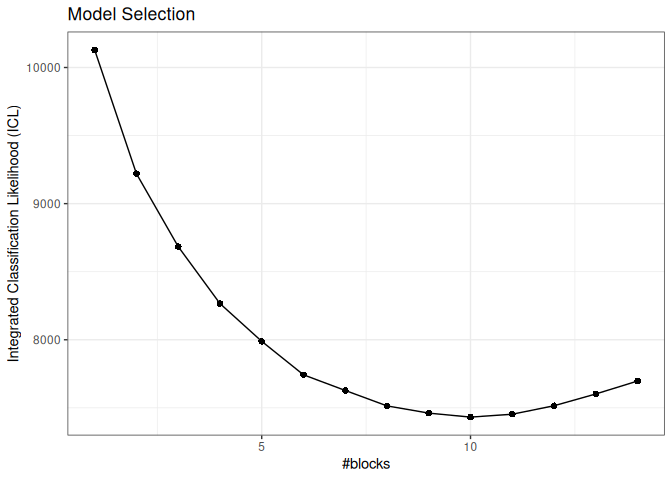 Model Selection
Integrated Classification Likelihood (ICL)
10000
9000
8000
5
10
#blocks